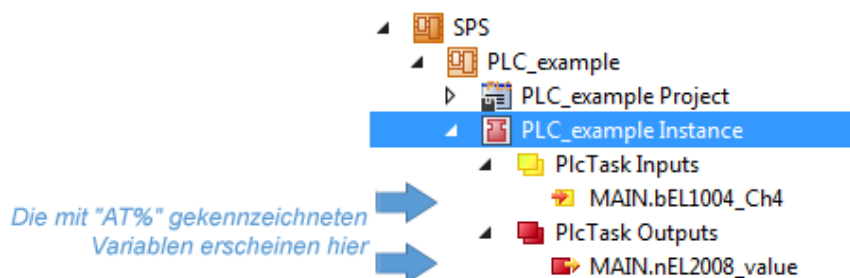 SPS
PLC_example
PLC_example Project
PLC_example Instance
PlcTask Inputs
MAIN.bEL1004_Ch4
Die mit "AT%" gekennzeichneten
Variablen erscheinen hier
PlcTask Outputs
MAIN.nEL2008_value